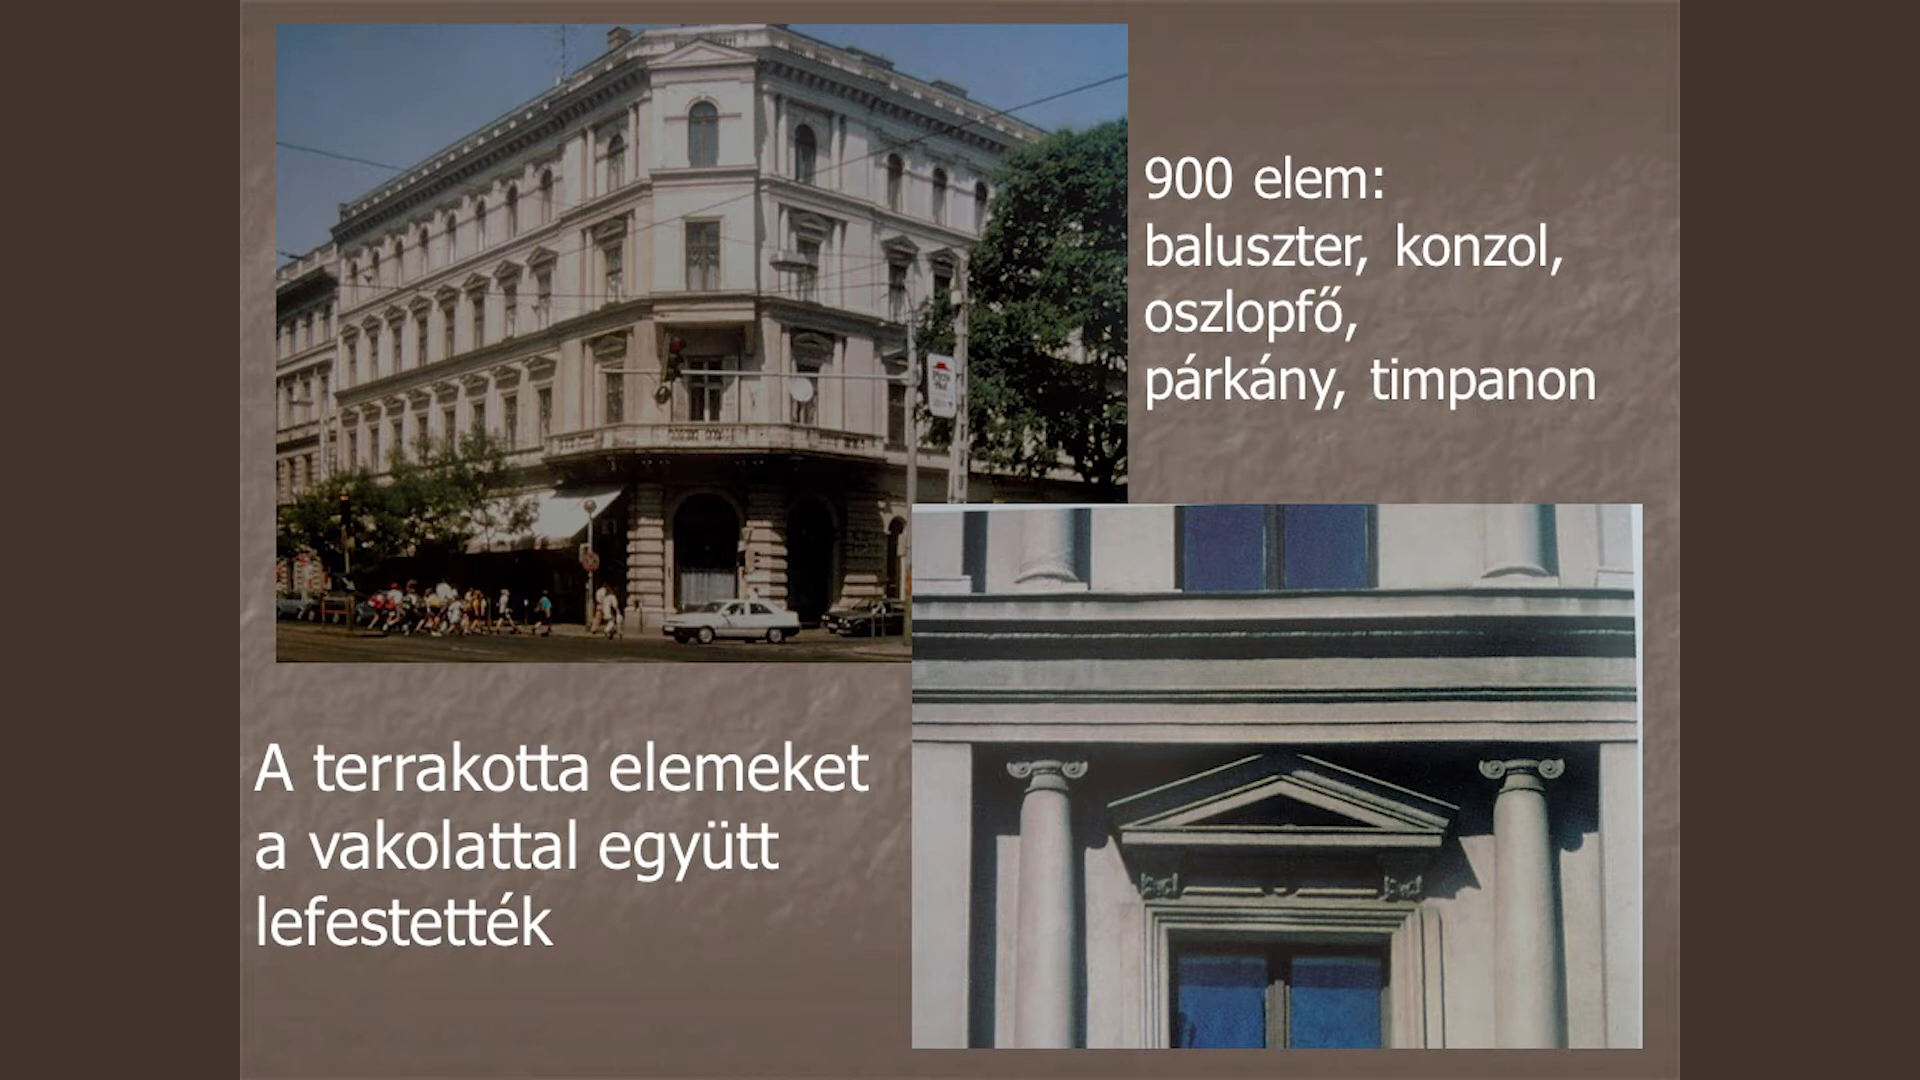 900 elem:
baluszter, konzol,
oszlopfő,
párkány, timpanon
A terrakotta elemeket
a vakolattal együtt
lefestették